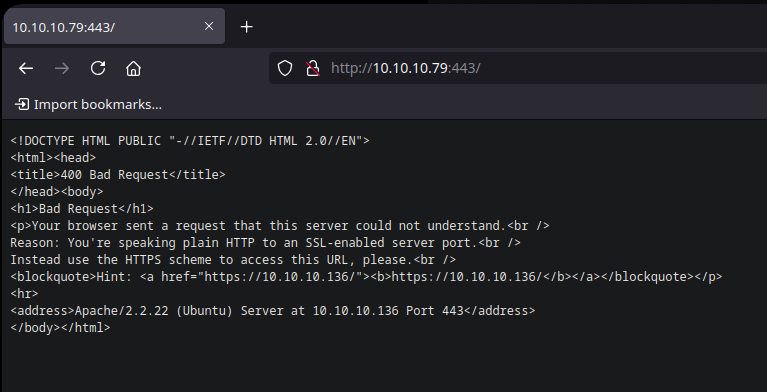 10.10.10.79:443/
http://10.10.10.79:443/
Import bookmarks...
<!DOCTYPE HTML PUBLIC "-//IETF//DTD HTML 2.0//EN">
<html><head>
<title>400 Bad Request</title>
</head><body>
<h1>Bad Request</h1>
<p>Your browser sent a request that this server could not understand.<br />
Reason: You're speaking plain HTTP to an SSL-enabled server port.<br />
Instead use the HTTPS scheme to access this URL, please.<br />
<blockquote>Hint: <a href="https://10.10.10.136/"><b>https://10.10.10.136/</b></a></blockquote></p>
<hr>
<address>Apache/2.2.22 (Ubuntu) Server at 10.10.10.136 Port 443</address>
</body></html>